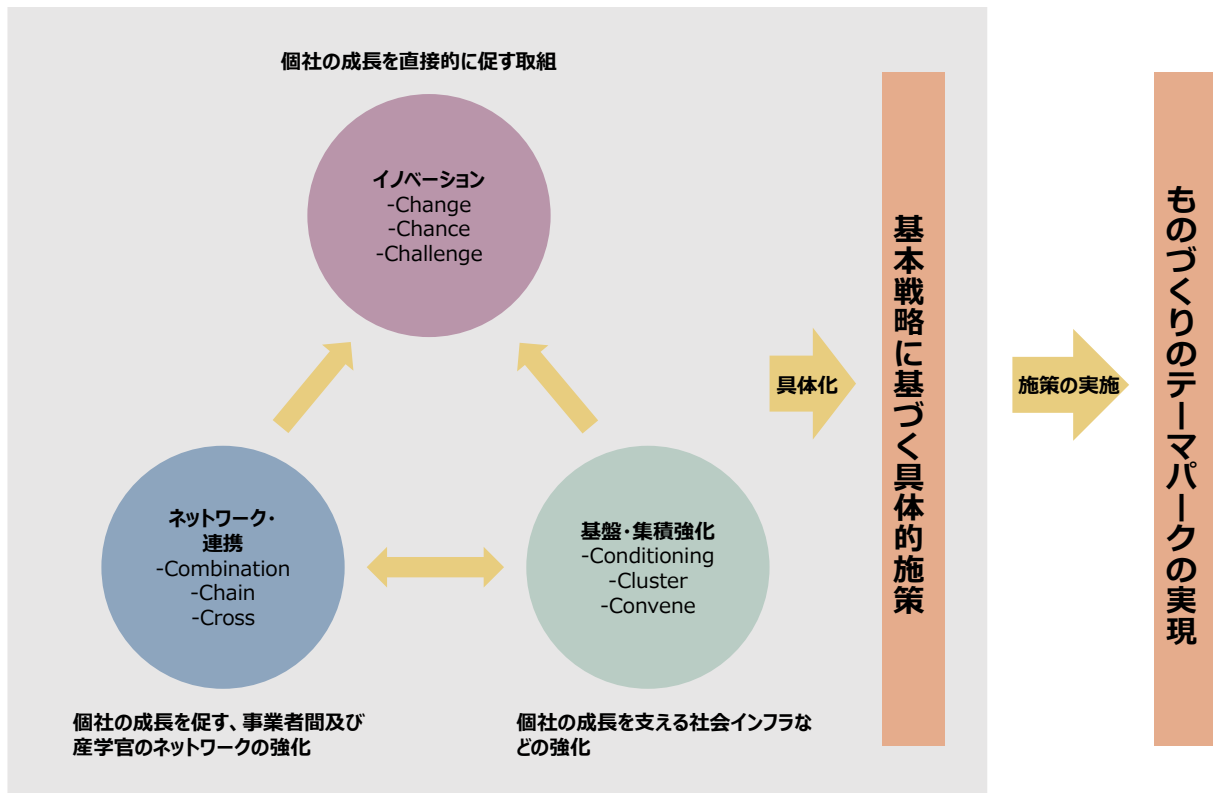 個社の成長を直接的に促す取組
イノベーション
-Change
-Chance
-Challenge
ネットワーク・
連携
-Combination
-Chain
-Cross
基盤・集積強化
-Conditioning
-Cluster
-Convene
個社の成長を促す、事業者間及び
産学官のネットワークの強化
個社の成長を支える社会インフラな
どの強化
具体化
基本戦略に基づく具体的施策
施策の実施
ものづくりのテーマパークの実現